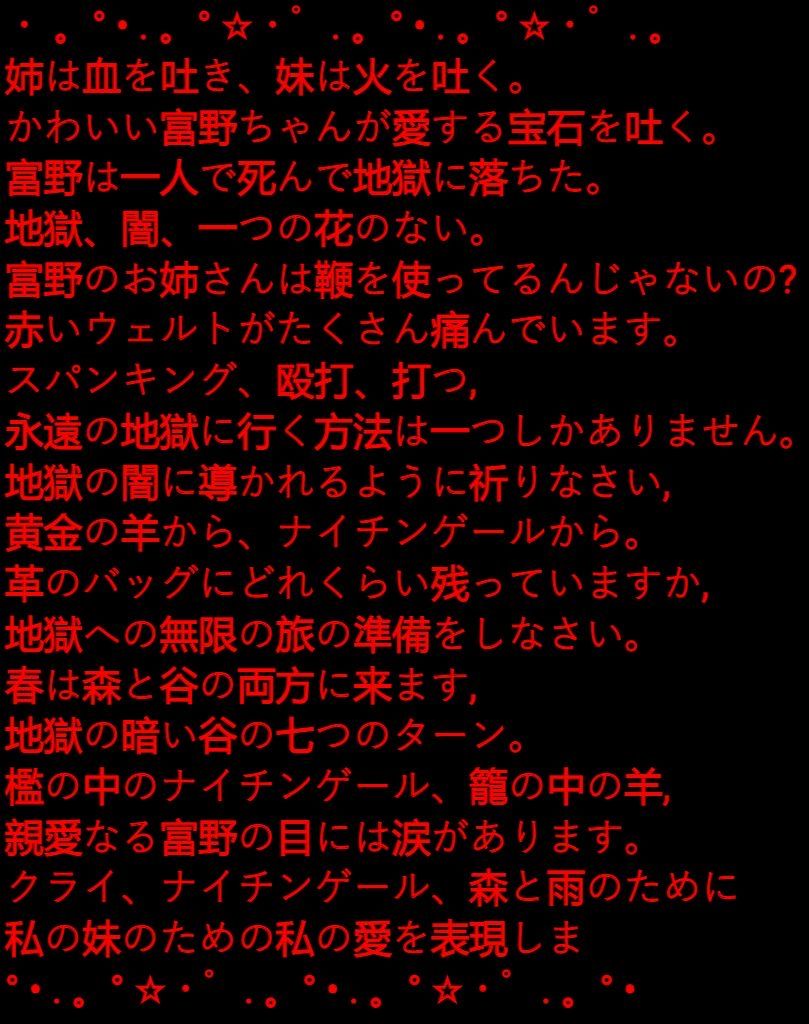 ・ 。゜•.。゜☆・゜ .。゜•.。゜☆・゜ .。
姉は血を吐き、妹は火を吐く。
かわいい富野ちゃんが愛する宝石を吐く。
富野は一人で死んで地獄に落ちた。
地獄、闇、一つの花のない。
富野のお姉さんは鞭を使ってるんじゃないの?
赤いウェルトがたくさん痛んでいます。
スパンキング、殴打、打つ,
永遠の地獄に行く方法は一つしかありません。
地獄の闇に導かれるように祈りなさい,
黄金の羊から、ナイチンゲールから。
革のバッグにどれくらい残っていますか,
地獄への無限の旅の準備をしなさい。
春は森と谷の両方に来ます,
地獄の暗い谷の七つのターン。
檻の中のナイチンゲール、籠の中の羊,
親愛なる富野の目には涙があります。
クライ、ナイチンゲール、森と雨のために
私の妹のための私の愛を表現しま
゜•.。゜☆・゜ .。゜•.。゜☆・゜ .。゜•